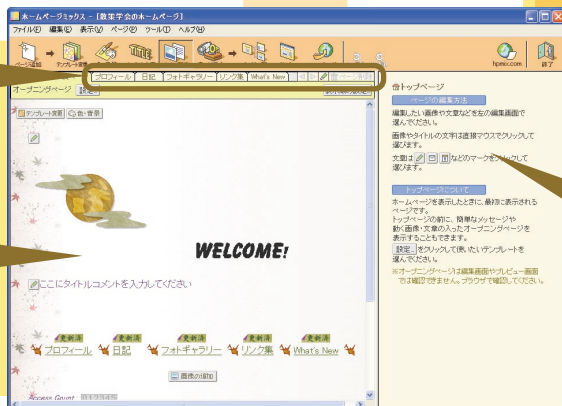 ホームページミックス - [散策学会のホームページ]
ファイル(F) 編集(E) 表示(V) ページ(P) ツール(T) ヘルプ(H)
ページ追加 テンプレート変更 hpmixcom 終了
プロフィール 日記 フォトギャラリー リンク集 What's New ページ削除
オープニングページ 設定..
テンプレート変更 色・背景
WELCOME!
ここにタイトルコメントを入力してください
更新済 更新済 更新済 更新済 更新済
プロフィール 日記 フォトギャラリー リンク集 What's New
画像の追加
Access Count
トップページ
ページの編集方法
編集したい画像や文章などを左の編集画面で
選んでください。
画像やタイトルの文字は直接マウスでクリックして
選びます。
文章は などのマークをクリックして
選びます。
トップページについて
ホームページを表示したときに、最初に表示される
ページです。
トップページの前に、簡単なメッセージや
動く画像・文章の入ったオープニングページを
表示することもできます。
設定.. をクリックして使いたいテンプレートを
選んでください。
※オープニングページは編集画面やプレビュー画面
では確認できません。ブラウザで確認してください。